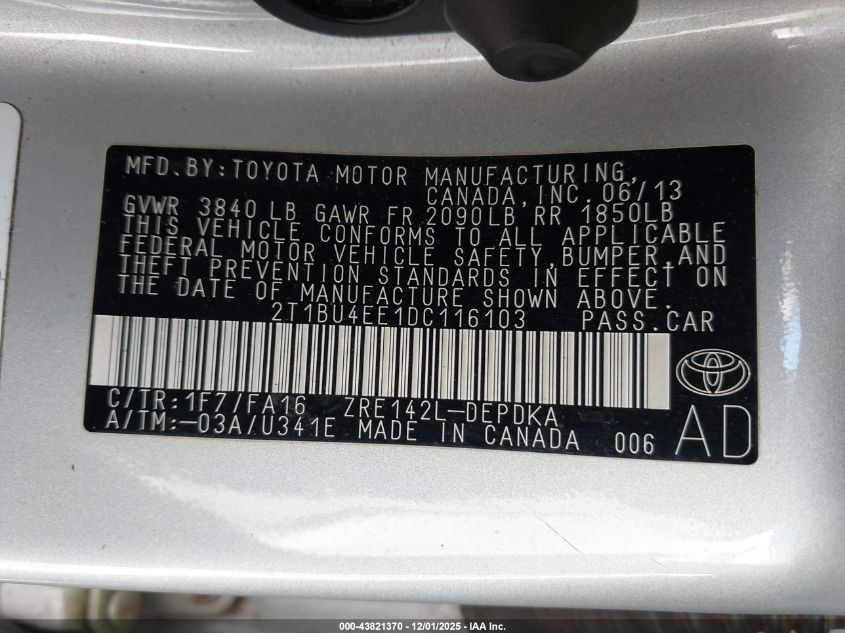 MFD.BY:TOYOTA MOTOR MANUFACTURING,
CANADA,INC. 06/13
GVWR 3840 LB GAWR FR 2090LB RR 1850LB
THIS VEHICLE CONFORMS TO ALL APPLICABLE
FEDERAL MOTOR VEHICLE SAFETY,BUMPER,AND
THEFT PREVENTION STANDARDS IN EFFECT ON
THE DATE OF MANUFACTURE SHOWN ABOVE.
2T1BU4EE1DC116103 PASS.CAR
C/TR:1F7/FA16 ZRE142L-DEPDKA
A/TM:-03A/U341E MADE IN CANADA 006 AD
000-43821370 - 12/01/2025 - IAA Inc.